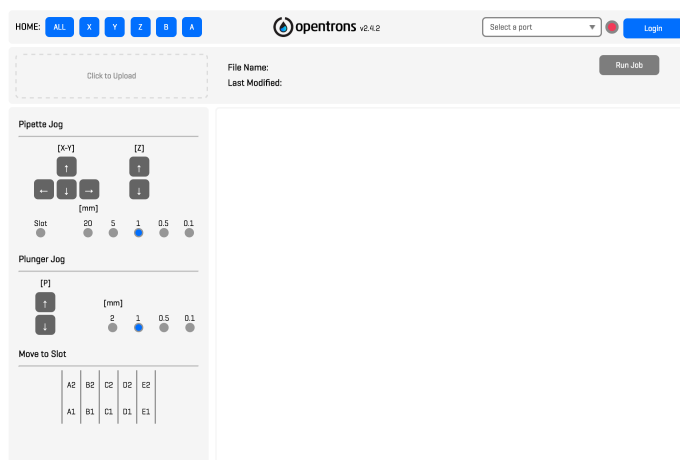 HOME: ALL X Y Z B A opentrons v2.4.2 Select a port Login
Click to Upload
File Name:
Last Modified:
Run Job
Pipette Jog
[X-Y] [Z]
↑ ↑
← ↓ → ↓
[mm]
Slot 20 5 1 0.5 0.1
Plunger Jog
[P]
↑
[mm]
↓
2 1 0.5 0.1
Move to Slot
A2 B2 C2 D2 E2
A1 B1 C1 D1 E1